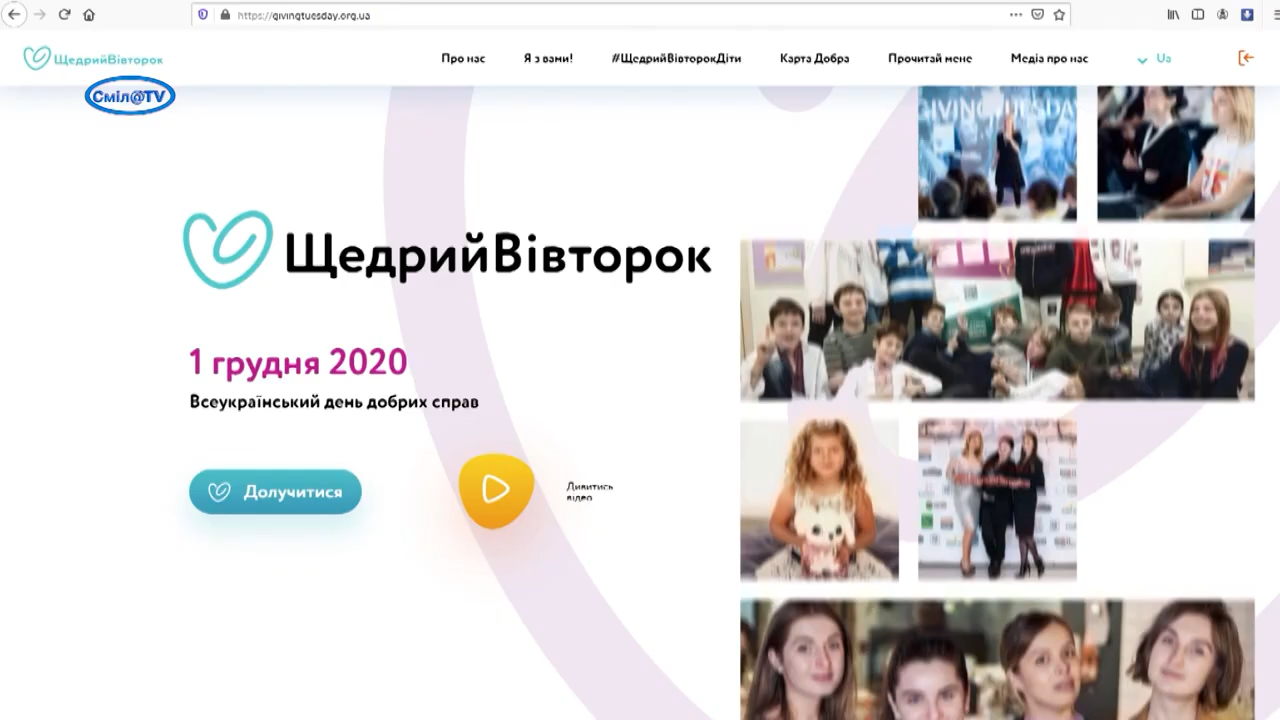 https://givingtuesday.org.ua
ЩедрийВівторок
Про нас
Я з вами!
#ЩедрийВівторокДіти
Карта Добра
Прочитай мене
Медіа про нас
Ua
Сміл@TV
GIVINGTUESDAY
ЩедрийВівторок
1 грудня 2020
Всеукраїнський день добрих справ
Долучитися
Дивитись
відео